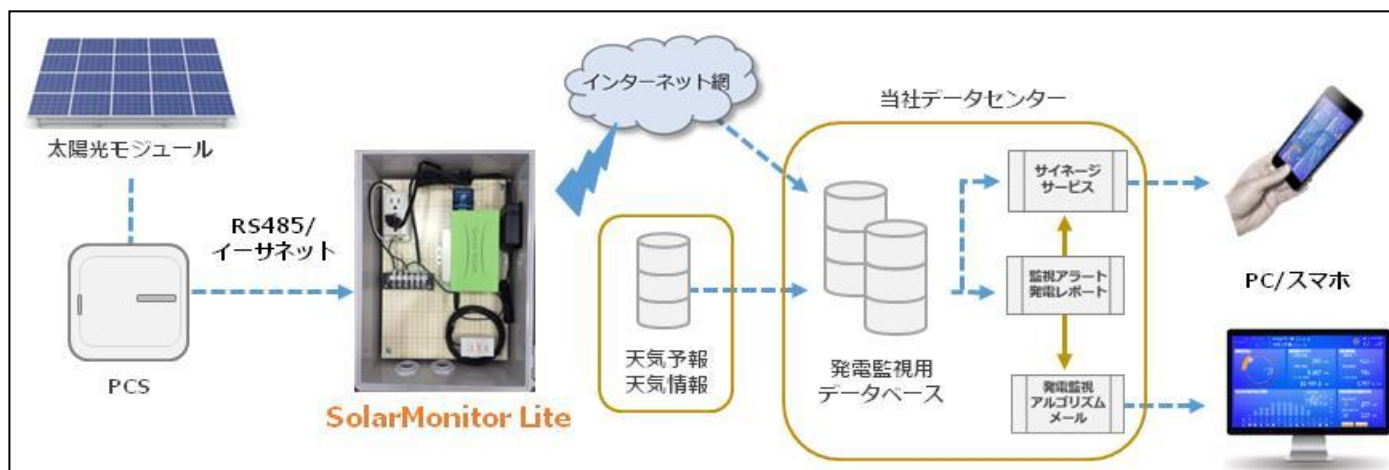 太陽光モジュール
RS485/
イーサネット
PCS
SolarMonitor Lite
インターネット網
天気予報
天気情報
当社データセンター
発電監視用
データベース
サイネージ
サービス
監視アラート
発電レポート
発電監視
アルゴリズム
メール
PC/スマホ